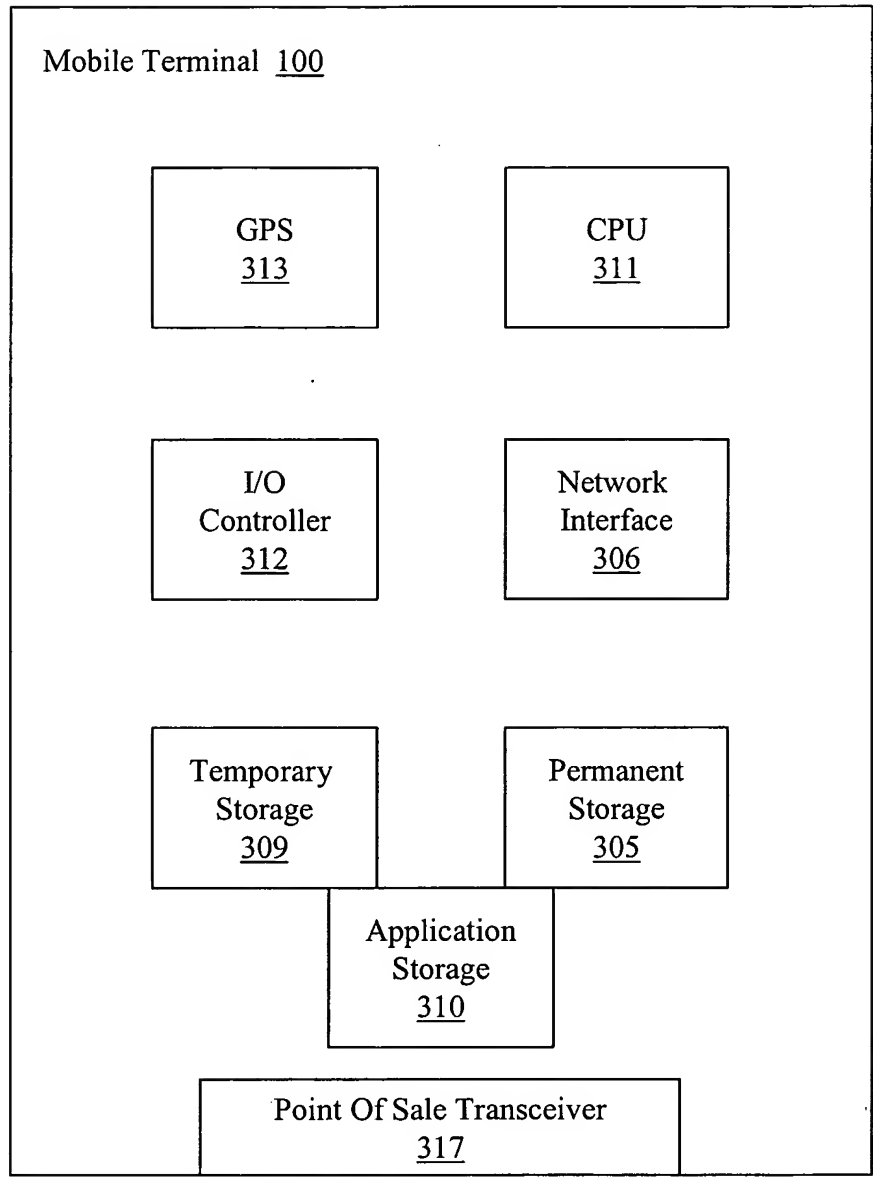 Mobile Terminal 100
GPS
313
CPU
311
I/O
Controller
312
Network
Interface
306
Temporary
Storage
309
Permanent
Storage
305
Application
Storage
310
Point Of Sale Transceiver
317